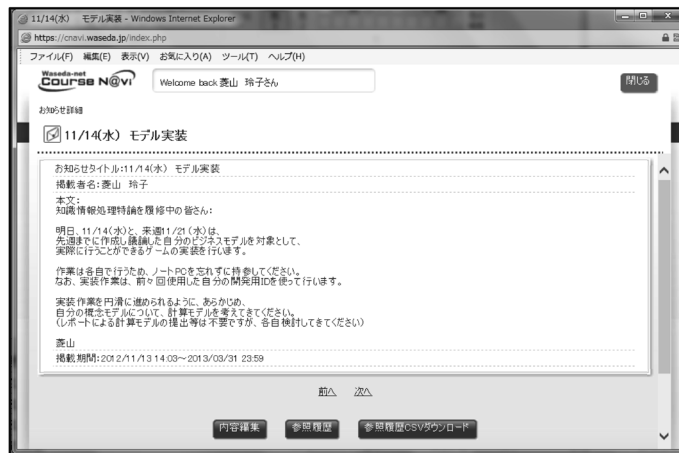 11/14(水) モデル実装 - Windows Internet Explorer
https://cnavi.waseda.jp/index.php
ファイル(F) 編集(E) 表示(V) お気に入り(A) ツール(T) ヘルプ(H)
Waseda-net
Course N@vi
Welcome back 菱山 玲子さん
閉じる
お知らせ詳細
11/14(水) モデル実装
お知らせタイトル:11/14(水) モデル実装
掲載者名:菱山 玲子
本文:
知識情報処理特論を履修中の皆さん:
明日、11/14(水)と、来週11/21(水)は、
先週までに作成し議論した自分のビジネスモデルを対象として、
実際に行うことができるゲームの実装を行います。
作業は各自で行うため、ノートPCを忘れずに持参してください。
なお、実装作業は、前々回使用した自分の開発用IDを使って行います。
実装作業を円滑に進められるように、あらかじめ、
自分の概念モデルについて、計算モデルを考えてきてください。
(レポートによる計算モデルの提出等は不要ですが、各自検討してきてください)
菱山
掲載期間:2012/11/13 14:03~2013/03/31 23:59
前へ 次へ
内容編集 参照履歴 参照履歴CSVダウンロード